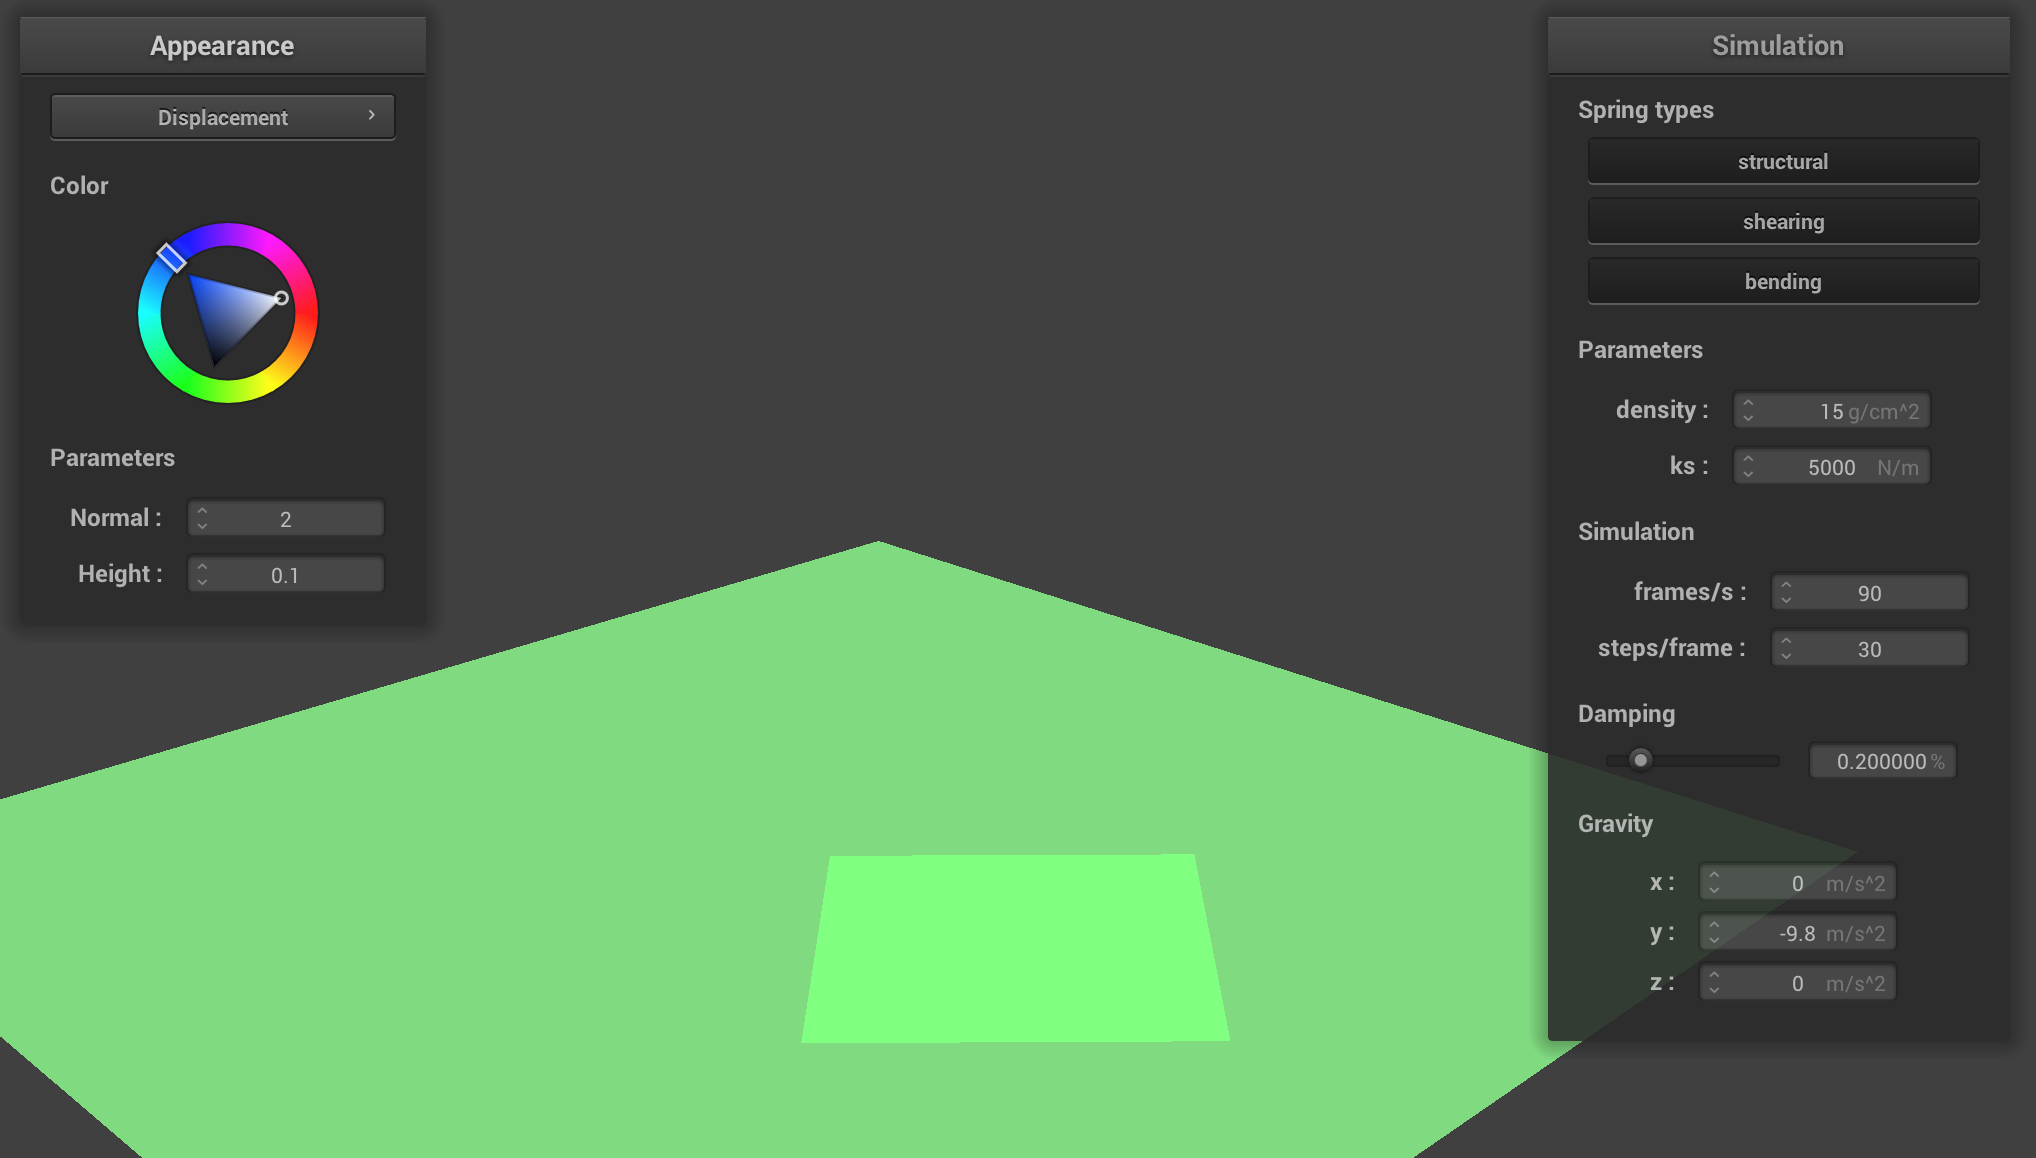 Appearance
Displacement
Color
Parameters
Normal : 2
Height : 0.1
Simulation
Spring types
structural
shearing
bending
Parameters
density : 15 g/cm^2
ks : 5000 N/m
Simulation
frames/s : 90
steps/frame : 30
Damping
0.200000 %
Gravity
x : 0 m/s^2
y : -9.8 m/s^2
z : 0 m/s^2